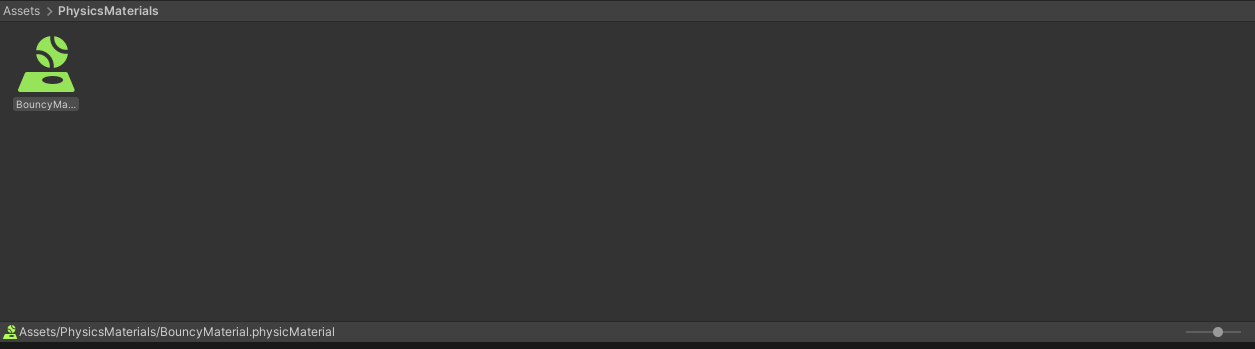 Assets > PhysicsMaterials
BouncyMa...
Assets/PhysicsMaterials/BouncyMaterial.physicMaterial